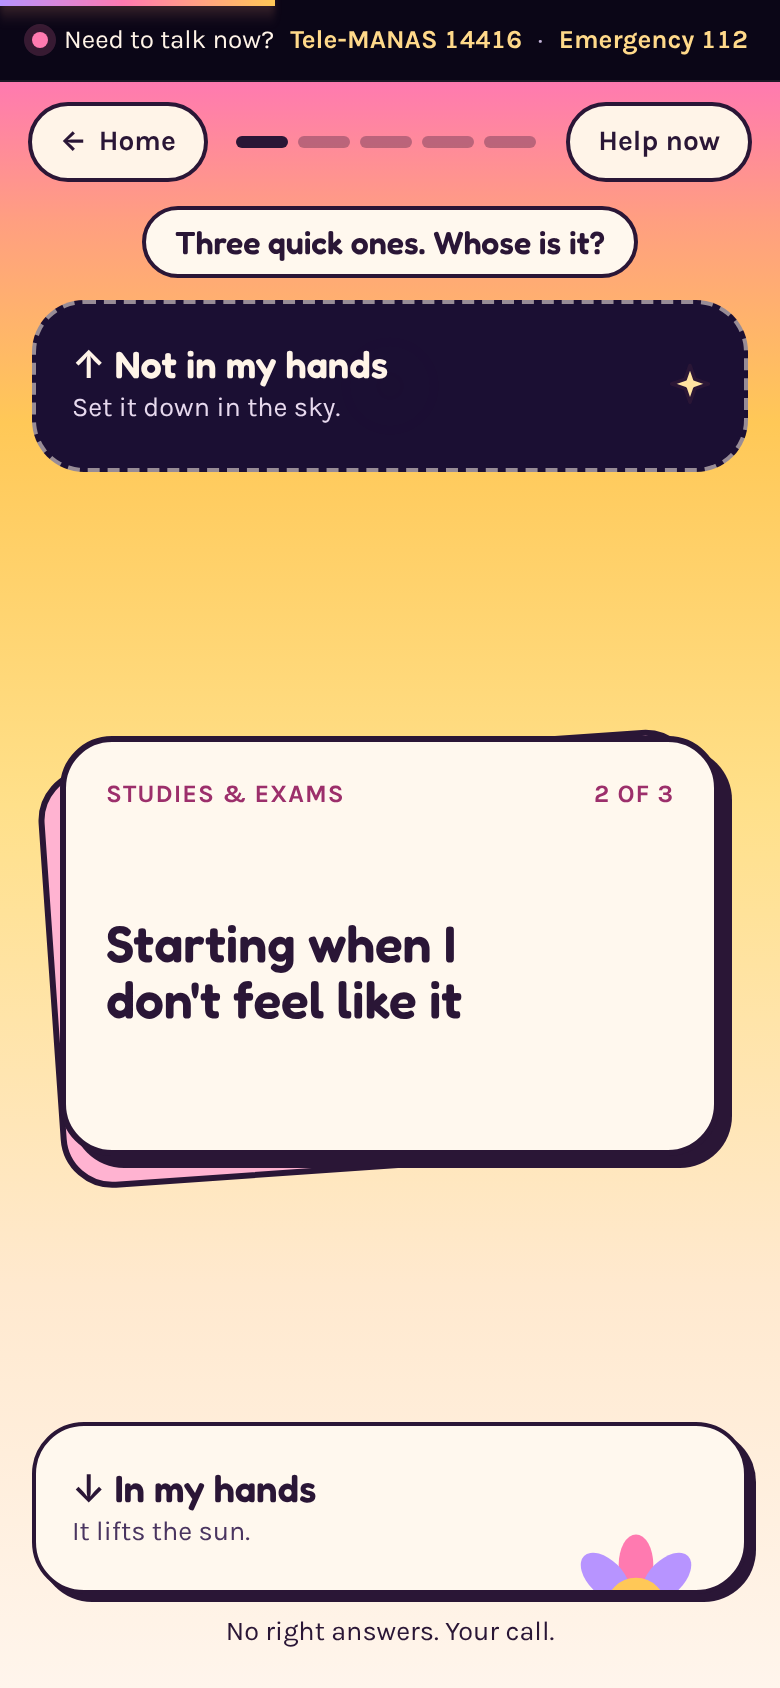 Need to talk now? Tele-MANAS 14416 · Emergency 112
← Home
Help now
Three quick ones. Whose is it?
↑ Not in my hands
Set it down in the sky.
STUDIES & EXAMS 2 OF 3
Starting when I
don't feel like it
↓ In my hands
It lifts the sun.
No right answers. Your call.